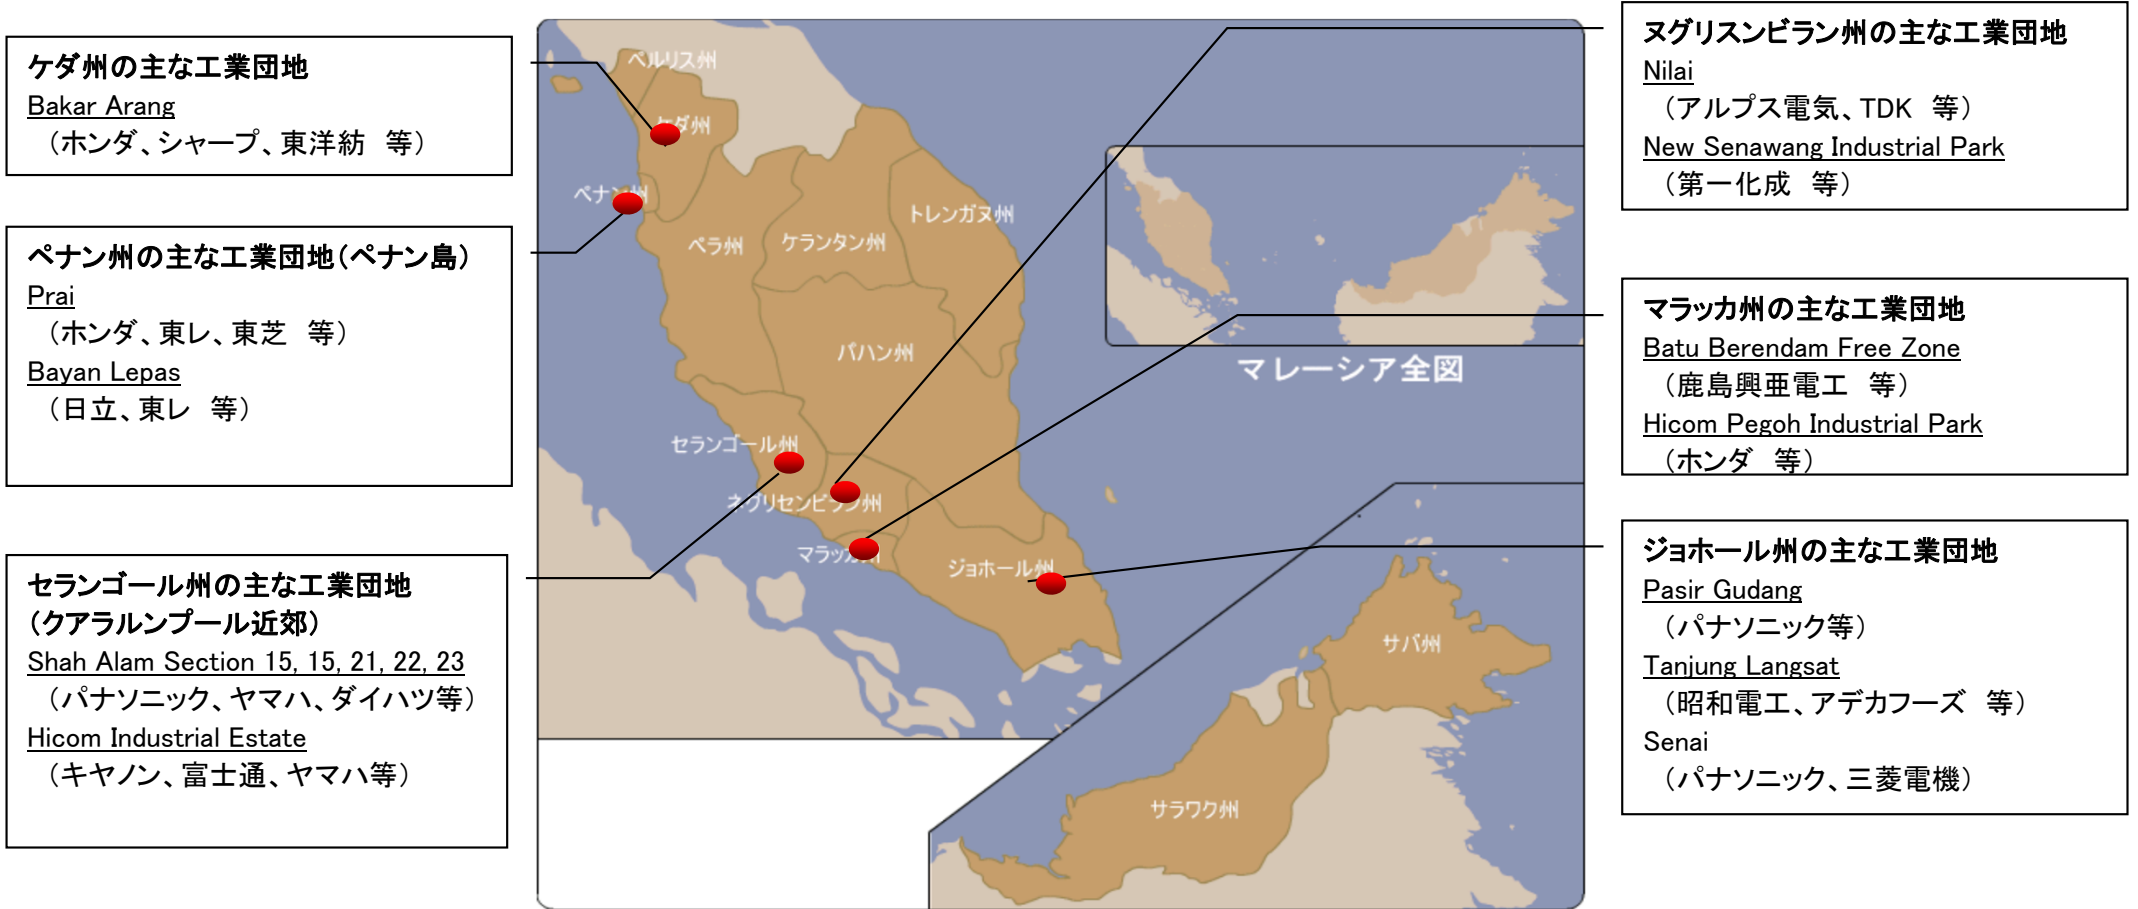 ケダ州の主な工業団地
Bakar Arang
（ホンダ、シャープ、東洋紡　等）
ペナン州の主な工業団地（ペナン島）
Prai
（ホンダ、東レ、東芝　等）
Bayan Lepas
（日立、東レ　等）
セランゴール州の主な工業団地
（クアラルンプール近郊）
Shah Alam Section 15, 15, 21, 22, 23
（パナソニック、ヤマハ、ダイハツ等）
Hicom Industrial Estate
（キヤノン、富士通、ヤマハ等）
ペルリス州
ケダ州
ペナン州
ペラ州
ケランタン州
トレンガヌ州
パハン州
セランゴール州
ネグリセンビラン州
マラッカ州
ジョホール州
マレーシア全図
サバ州
サラワク州
ヌグリスンビラン州の主な工業団地
Nilai
（アルプス電気、TDK　等）
New Senawang Industrial Park
（第一化成　等）
マラッカ州の主な工業団地
Batu Berendam Free Zone
（鹿島興亜電工　等）
Hicom Pegoh Industrial Park
（ホンダ　等）
ジョホール州の主な工業団地
Pasir Gudang
（パナソニック等）
Tanjung Langsat
（昭和電工、アデカフーズ　等）
Senai
（パナソニック、三菱電機）